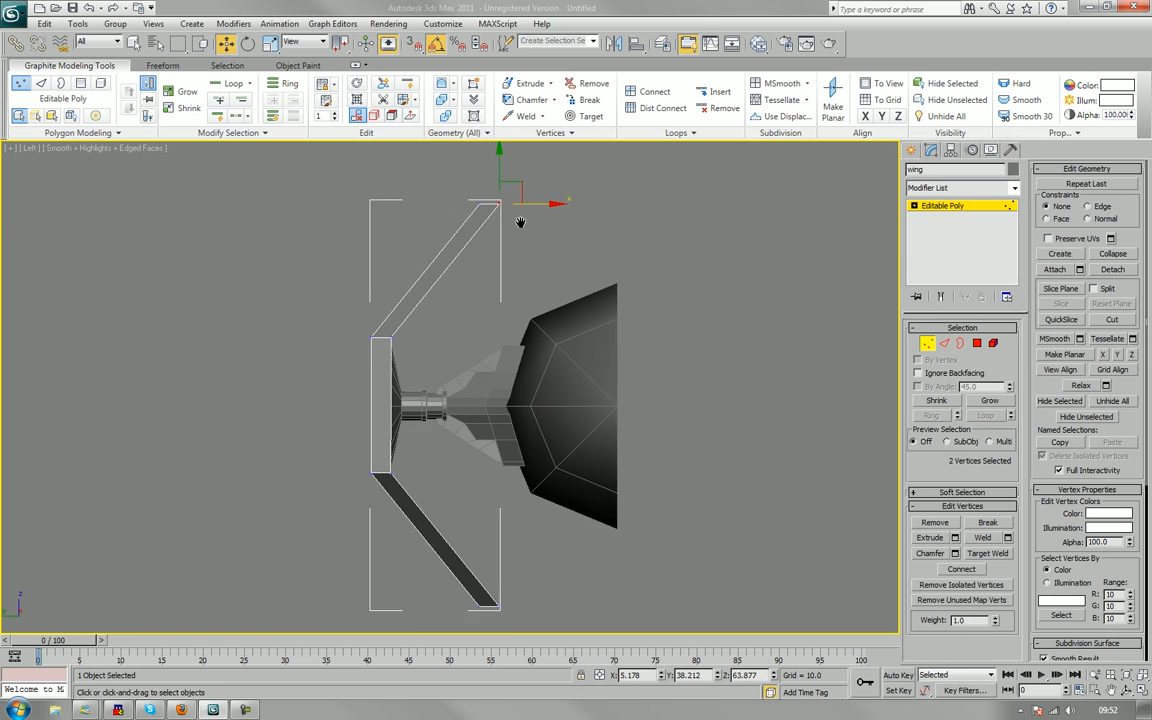 Autodesk 3ds Max 2011 - Unregistered Version Untitled
Type a keyword or phrase
Edit Tools Group Views Create Modifiers Animation Graph Editors Rendering Customize MAXScript Help
All View Create Selection Se
Graphite Modeling Tools Freeform Selection Object Paint
Editable Poly
Grow Shrink Loop Ring 1
Extrude Remove
Chamfer Break
Weld Target
Connect Insert
Dist Connect Remove
MSmooth
Tessellate
Use Displac...
Make Planar
To View
To Grid
X Y Z
Hide Selected
Hide Unselected
Unhide All
Hard
Smooth
Smooth 30
Color:
Illum:
Alpha: 100.00
Polygon Modeling Modify Selection Edit Geometry (All) Vertices Loops Subdivision Align Visibility Prop...
[ + ] [ Left ] [ Smooth + Highlights + Edged Faces ]
x
z
wing
Modifier List
Editable Poly
Selection
By Vertex
Ignore Backfacing
By Angle: 45.0
Shrink Grow
Ring Loop
Preview Selection
Off SubObj Multi
2 Vertices Selected
Soft Selection
Edit Vertices
Remove Break
Extrude Weld
Chamfer Target Weld
Connect
Remove Isolated Vertices
Remove Unused Map Verts
Weight: 1.0
Edit Geometry
Repeat Last
Constraints
None Edge
Face Normal
Preserve UVs
Create Collapse
Attach Detach
Slice Plane Split
Slice Reset Plane
QuickSlice Cut
MSmooth Tessellate
Make Planar X Y Z
View Align Grid Align
Relax
Hide Selected Unhide All
Hide Unselected
Named Selections:
Copy Paste
Delete Isolated Vertices
Full Interactivity
Vertex Properties
Edit Vertex Colors
Color:
Illumination:
Alpha: 100.0
Select Vertices By
Color
Illumination Range:
R: 10
G: 10
B: 10
Select
Subdivision Surface
Smooth Result
0 / 100
0 5 10 15 20 25 30 35 40 45 50 55 60 65 70 75 80 85 90 95 100
1 Object Selected X: 5.178 Y: 38.212 Z: 63.877 Grid = 10.0 Auto Key Selected
Welcome to M Click or click-and-drag to select objects Add Time Tag Set Key Key Filters... 0
09:52